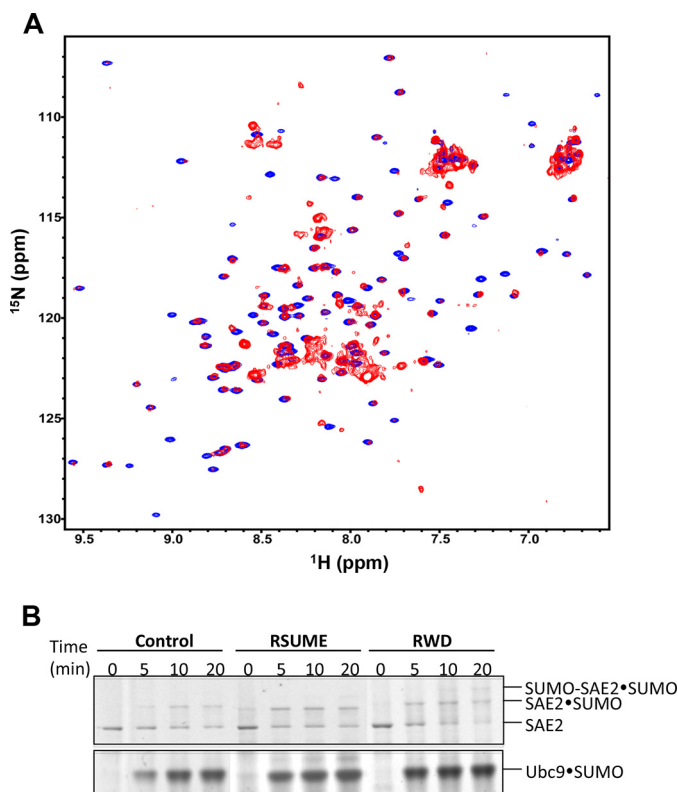 A
110
115
120
125
130
¹⁵N (ppm)
9.5 9.0 8.5 8.0 7.5 7.0
¹H (ppm)
B
Control RSUME RWD
Time (min) 0 5 10 20 0 5 10 20 0 5 10 20
SUMO-SAE2•SUMO
SAE2•SUMO
SAE2
Ubc9•SUMO